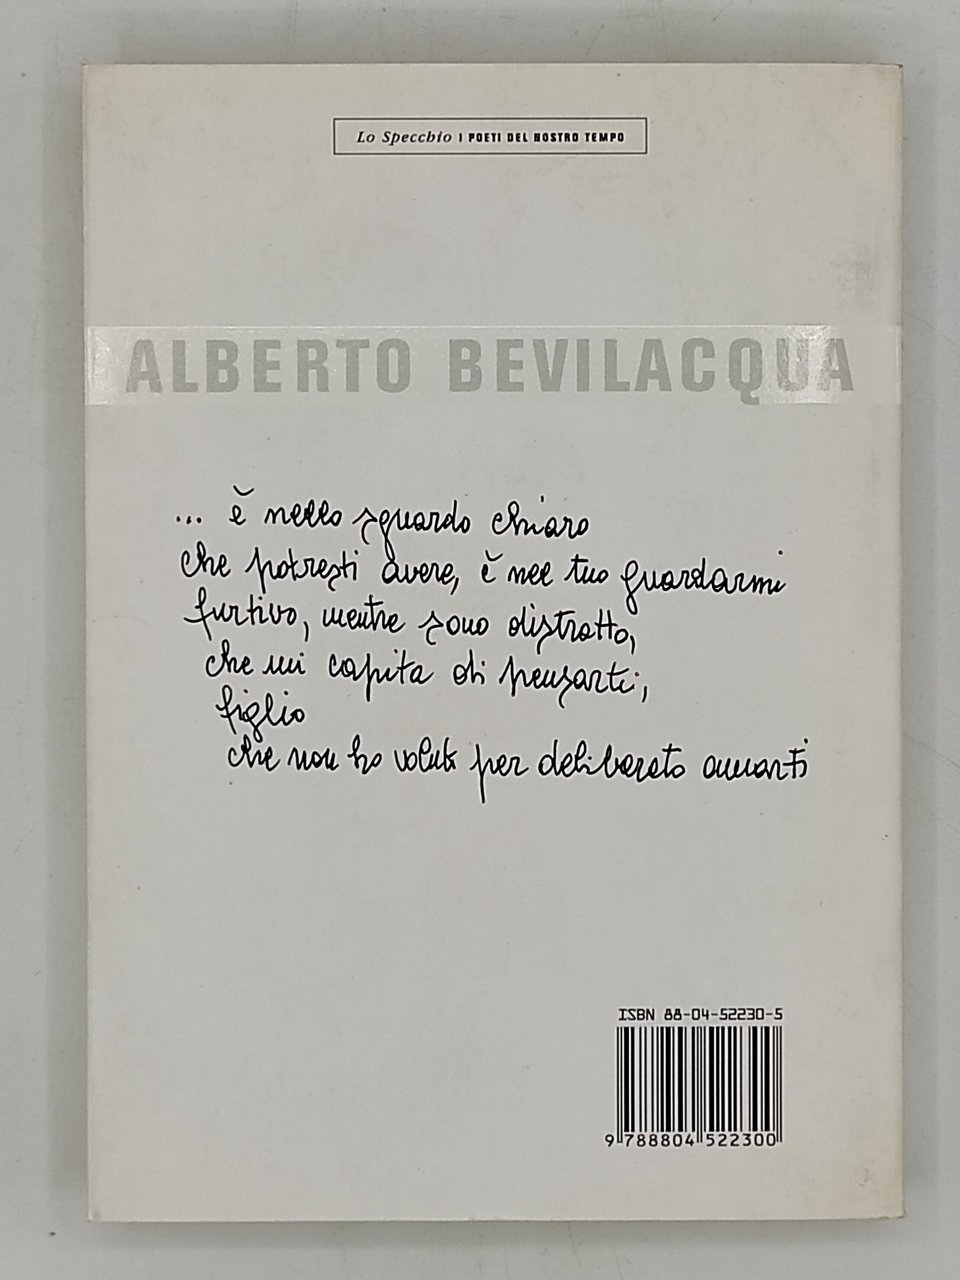 Lo Specchio I POETI DEL NOSTRO TEMPO
ALBERTO BEVILACQUA
... è nello sguardo chiaro
che potresti avere, è nel tuo guardarmi
furtivo, mentre sono distratto,
che mi capita di pensarti,
figlio
che non ho voluto per deliberato amarti
ISBN 88-04-52230-5
9 788804 522300